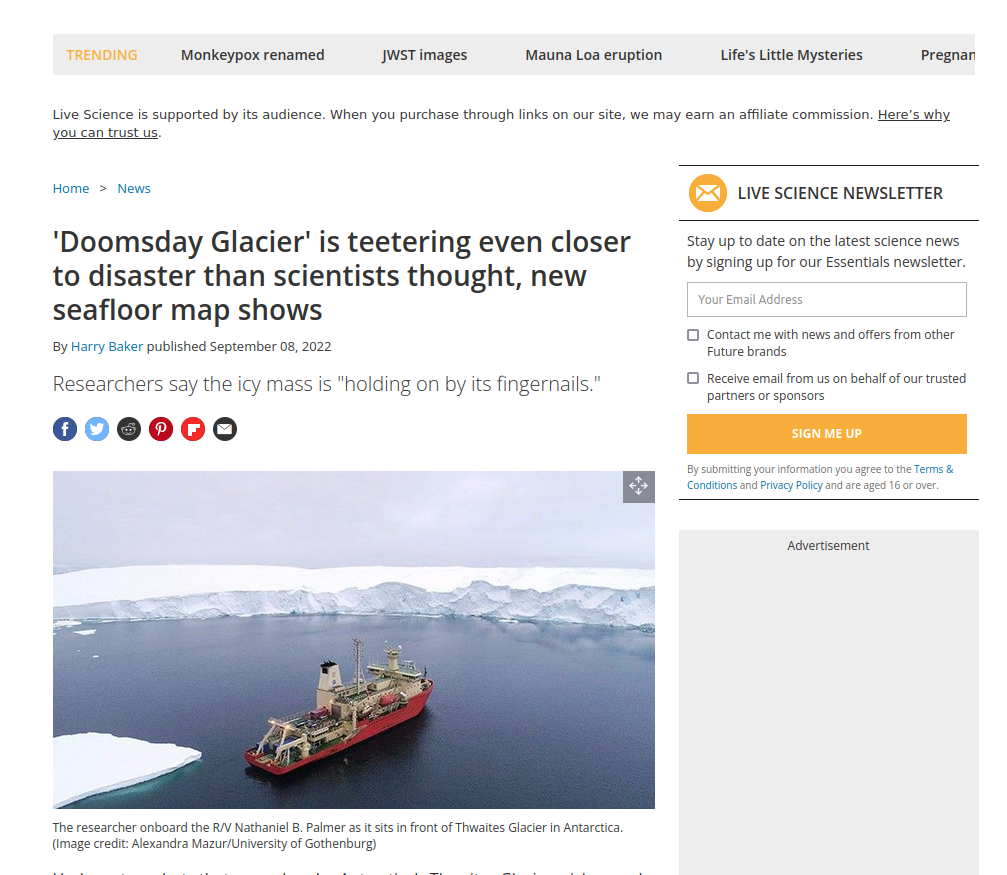 TRENDING Monkeypox renamed JWST images Mauna Loa eruption Life's Little Mysteries
Live Science is supported by its audience. When you purchase through links on our site, we may earn an affiliate commission. Here’s why
you can trust us.
Home > News
'Doomsday Glacier' is teetering even closer
to disaster than scientists thought, new
seafloor map shows
By Harry Baker published September 08, 2022
Researchers say the icy mass is "holding on by its fingernails."
The researcher onboard the R/V Nathaniel B. Palmer as it sits in front of Thwaites Glacier in Antarctica.
(Image credit: Alexandra Mazur/University of Gothenburg)
LIVE SCIENCE NEWSLETTER
Stay up to date on the latest science news
by signing up for our Essentials newsletter.
Your Email Address
Contact me with news and offers from other
Future brands
Receive email from us on behalf of our trusted
partners or sponsors
SIGN ME UP
By submitting your information you agree to the Terms &
Conditions and Privacy Policy and are aged 16 or over.
Advertisement